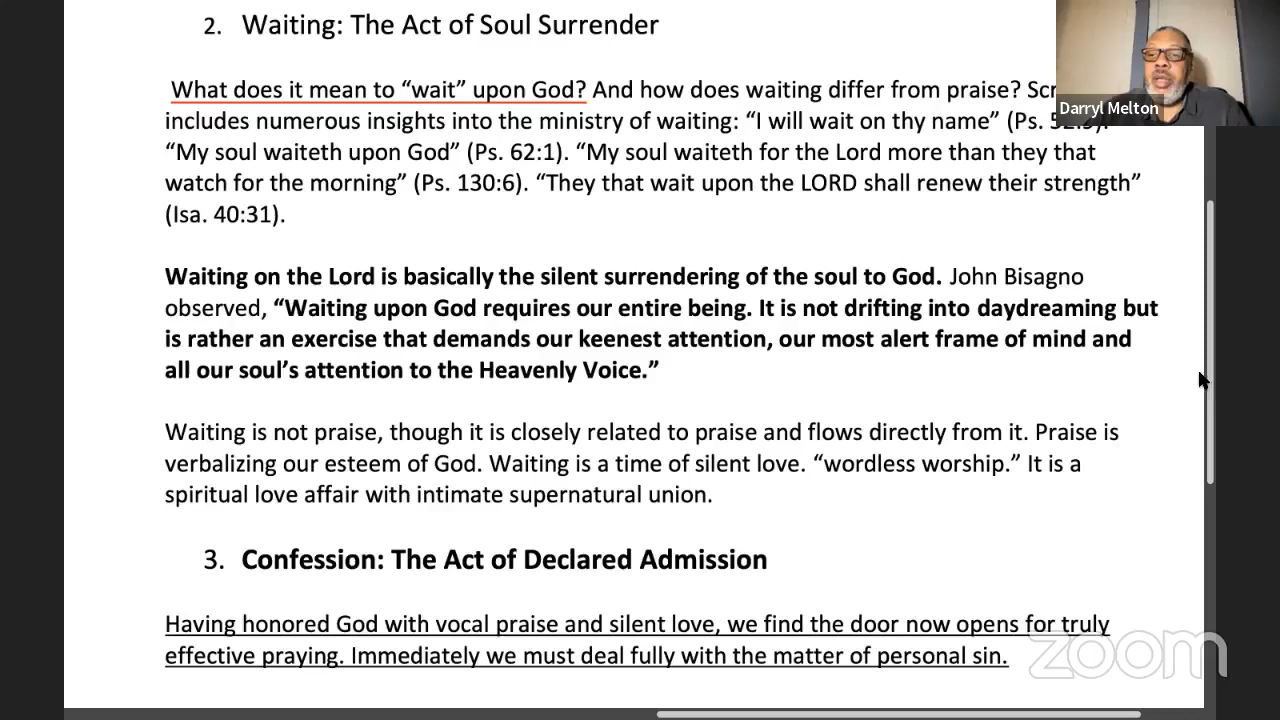 2. Waiting: The Act of Soul Surrender
What does it mean to “wait” upon God? And how does waiting differ from praise?
includes numerous insights into the ministry of waiting: “I will wait on thy name” (Ps.
“My soul waiteth upon God” (Ps. 62:1). “My soul waiteth for the Lord more than they that
watch for the morning” (Ps. 130:6). “They that wait upon the LORD shall renew their strength”
(Isa. 40:31).
Waiting on the Lord is basically the silent surrendering of the soul to God. John Bisagno
observed, “Waiting upon God requires our entire being. It is not drifting into daydreaming but
is rather an exercise that demands our keenest attention, our most alert frame of mind and
all our soul’s attention to the Heavenly Voice.”
Waiting is not praise, though it is closely related to praise and flows directly from it. Praise is
verbalizing our esteem of God. Waiting is a time of silent love. “wordless worship.” It is a
spiritual love affair with intimate supernatural union.
3. Confession: The Act of Declared Admission
Having honored God with vocal praise and silent love, we find the door now opens for truly
effective praying. Immediately we must deal fully with the matter of personal sin.
Darryl Melton
zoom